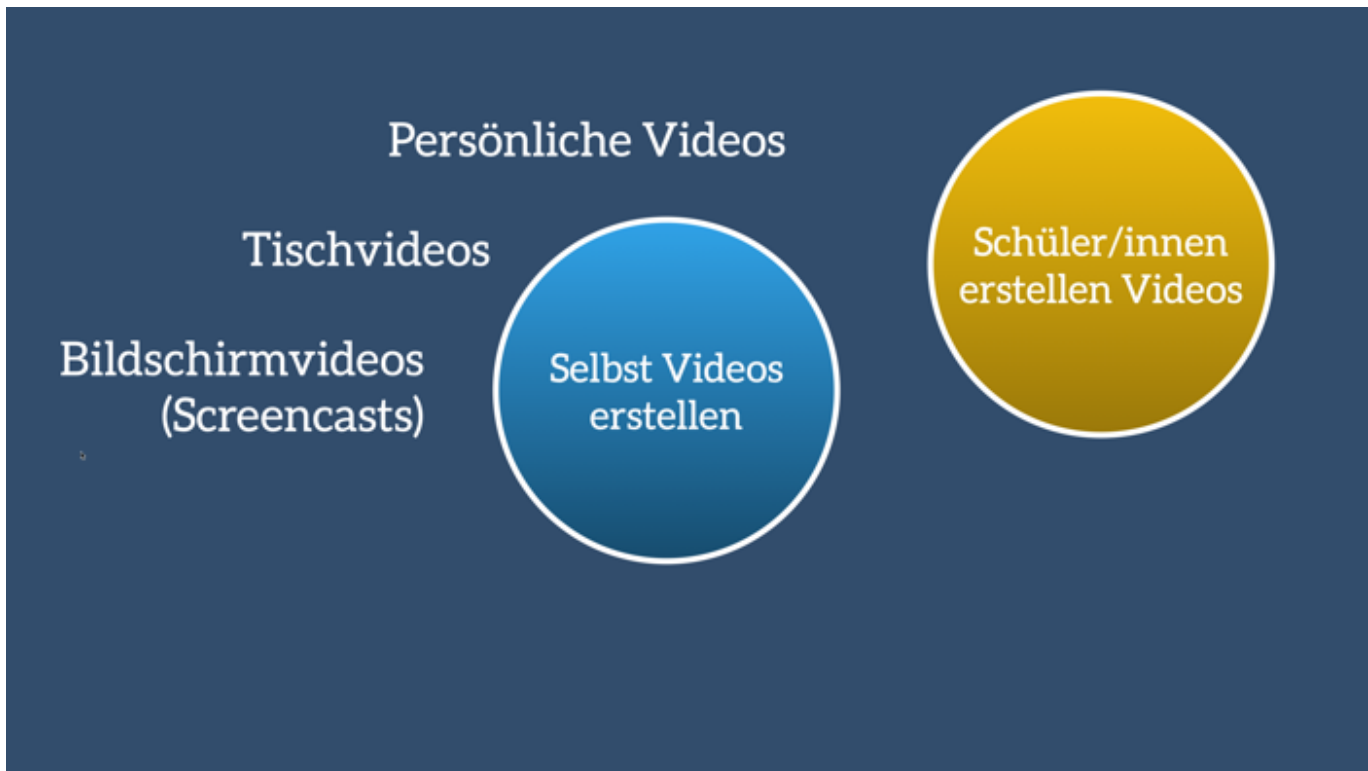 Persönliche Videos
Tischvideos
Bildschirmvideos
(Screencasts)
Selbst Videos
erstellen
Schüler/innen
erstellen Videos